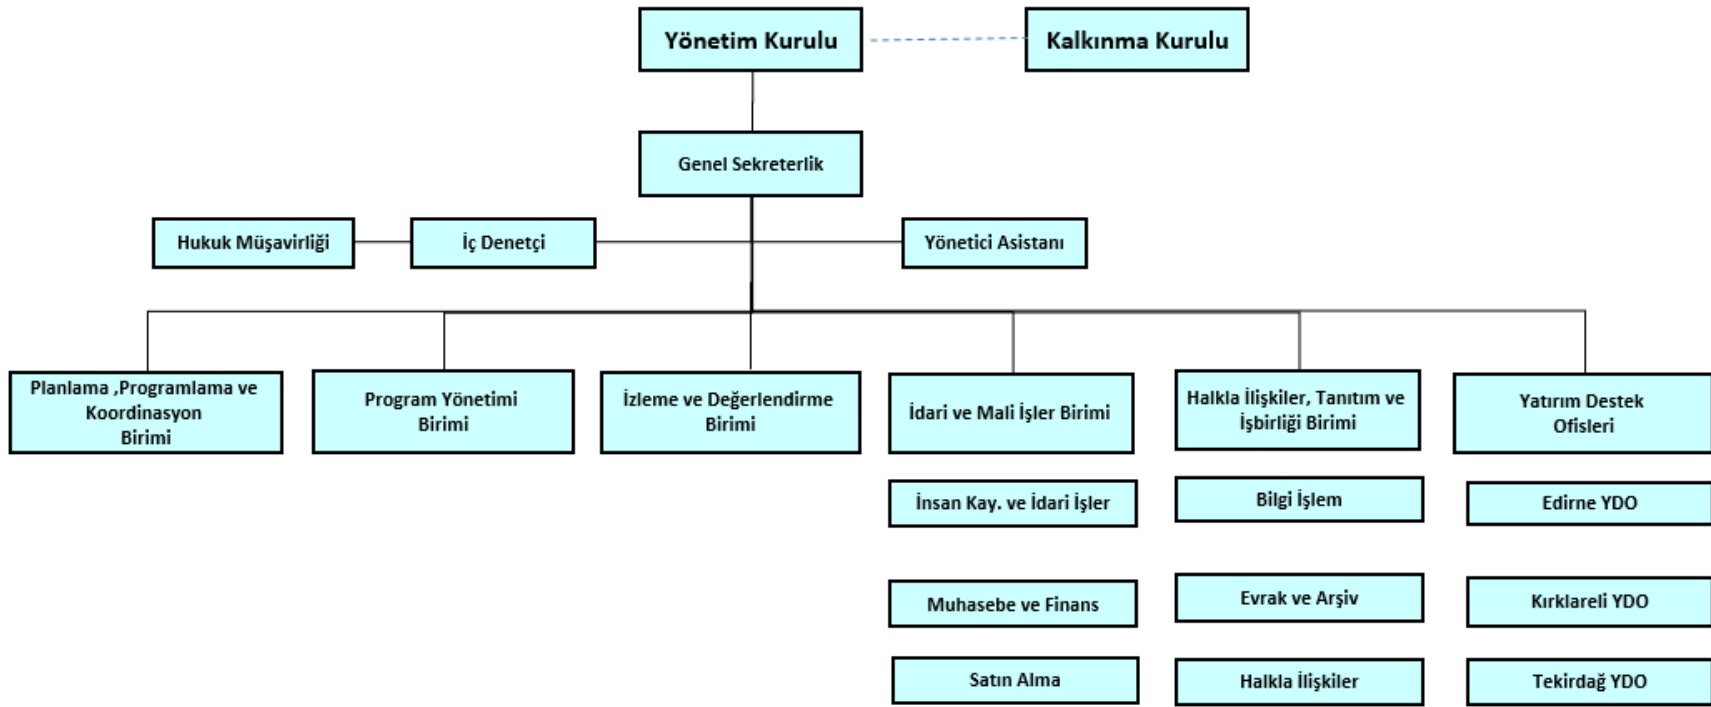 Yönetim Kurulu
Kalkınma Kurulu
Genel Sekreterlik
Hukuk Müşavirliği
İç Denetçi
Yönetici Asistanı
Planlama ,Programlama ve
Koordinasyon
Birimi
Program Yönetimi
Birimi
İzleme ve Değerlendirme
Birimi
İdari ve Mali İşler Birimi
Halkla İlişkiler, Tanıtım ve
İşbirliği Birimi
Yatırım Destek
Ofisleri
İnsan Kay. ve İdari İşler
Bilgi İşlem
Edirne YDO
Muhasebe ve Finans
Evrak ve Arşiv
Kırklareli YDO
Satın Alma
Halkla İlişkiler
Tekirdağ YDO